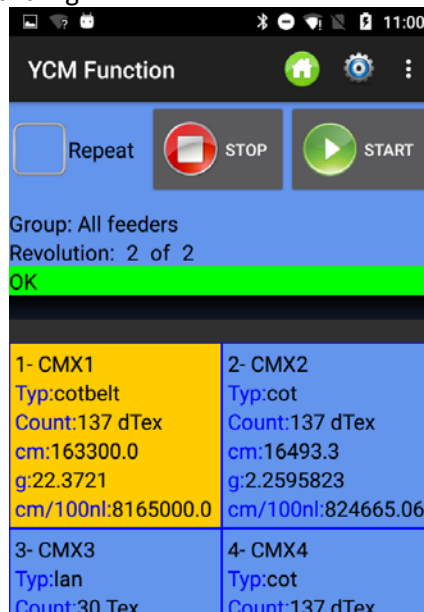 11:00
YCM Function
Repeat STOP START
Group: All feeders
Revolution: 2 of 2
OK
1- CMX1
Typ:cotbelt
Count:137 dTex
cm:163300.0
g:22.3721
cm/100nl:8165000.0
2- CMX2
Typ:cot
Count:137 dTex
cm:16493.3
g:2.2595823
cm/100nl:824665.06
3- CMX3
Typ:lan
Count:30 Tex
4- CMX4
Typ:cot
Count:137 dTex